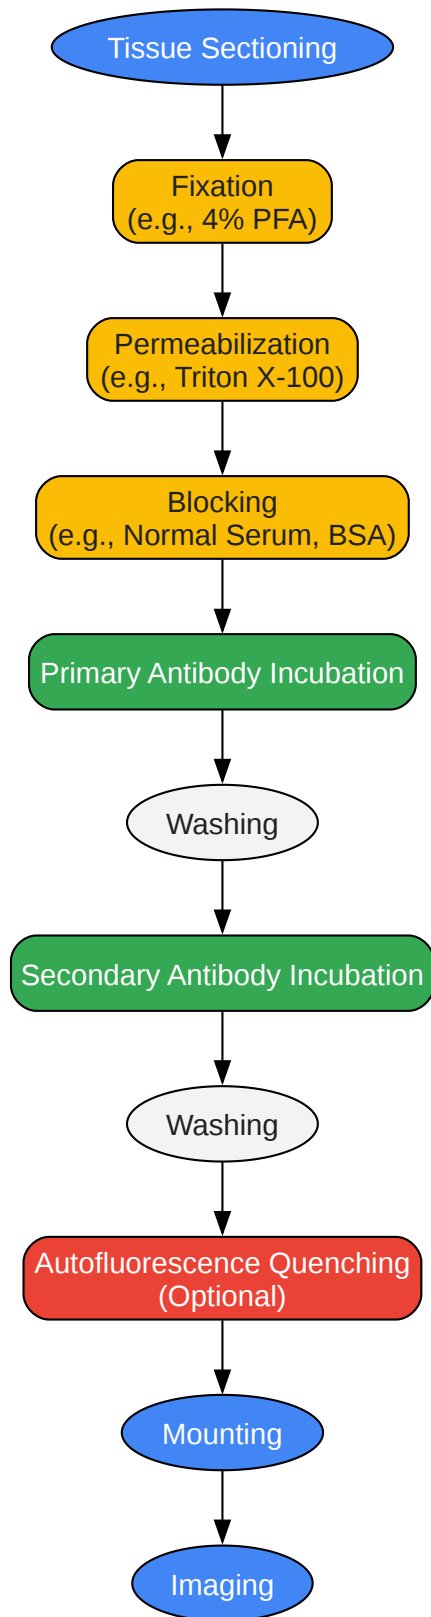 Tissue Sectioning
Fixation
(e.g., 4% PFA)
Permeabilization
(e.g., Triton X-100)
Blocking
(e.g., Normal Serum, BSA)
Primary Antibody Incubation
Washing
Secondary Antibody Incubation
Washing
Autofluorescence Quenching
(Optional)
Mounting
Imaging